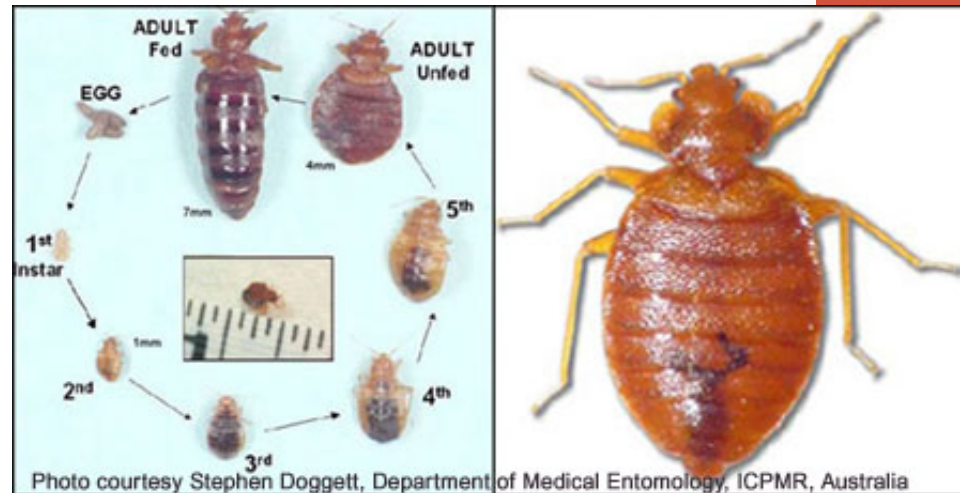 ADULT
Fed
ADULT
Unfed
EGG
4mm
7mm
5th
1st
Instar
1mm
2nd
4th
3rd
Photo courtesy Stephen Doggett, Department of Medical Entomology, ICPMR, Australia